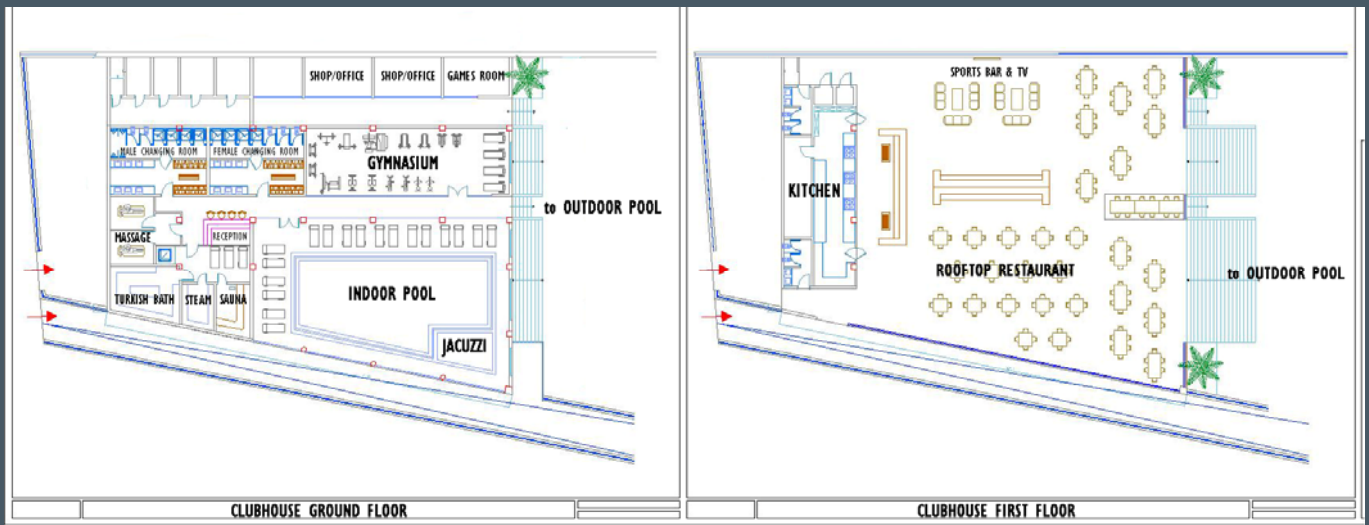 SHOP/OFFICE
SHOP/OFFICE
GAMES ROOM
MALE CHANGING ROOM
FEMALE CHANGING ROOM
GYMNASIUM
to OUTDOOR POOL
MASSAGE
RECEPTION
TURKISH BATH
STEAM
SAUNA
INDOOR POOL
JACUZZI
CLUBHOUSE GROUND FLOOR
SPORTS BAR & TV
KITCHEN
ROOFTOP RESTAURANT
to OUTDOOR POOL
CLUBHOUSE FIRST FLOOR